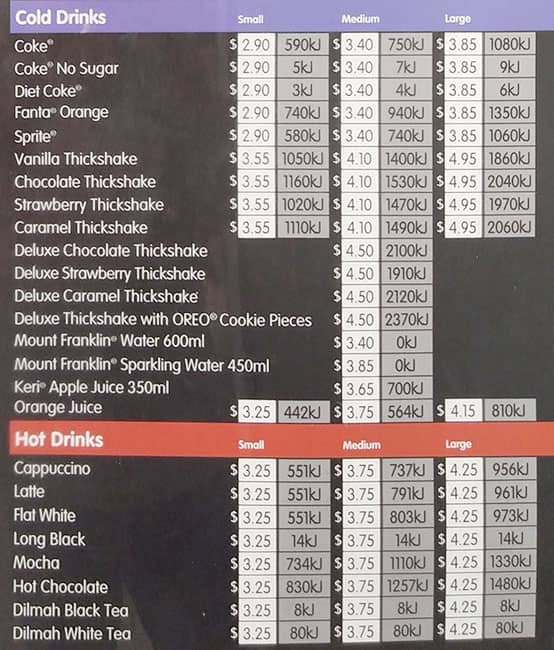 Cold Drinks Small Medium Large
Coke® $ 2.90 590kJ $ 3.40 750kJ $ 3.85 1080kJ
Coke® No Sugar $ 2.90 5kJ $ 3.40 7kJ $ 3.85 9kJ
Diet Coke® $ 2.90 3kJ $ 3.40 4kJ $ 3.85 6kJ
Fanta® Orange $ 2.90 740kJ $ 3.40 940kJ $ 3.85 1350kJ
Sprite® $ 2.90 580kJ $ 3.40 740kJ $ 3.85 1060kJ
Vanilla Thickshake $ 3.55 1050kJ $ 4.10 1400kJ $ 4.95 1860kJ
Chocolate Thickshake $ 3.55 1160kJ $ 4.10 1530kJ $ 4.95 2040kJ
Strawberry Thickshake $ 3.55 1020kJ $ 4.10 1470kJ $ 4.95 1970kJ
Caramel Thickshake $ 3.55 1110kJ $ 4.10 1490kJ $ 4.95 2060kJ
Deluxe Chocolate Thickshake $ 4.50 2100kJ
Deluxe Strawberry Thickshake $ 4.50 1910kJ
Deluxe Caramel Thickshake $ 4.50 2120kJ
Deluxe Thickshake with OREO® Cookie Pieces $ 4.50 2370kJ
Mount Franklin® Water 600ml $ 3.40 0kJ
Mount Franklin® Sparkling Water 450ml $ 3.85 0kJ
Keri® Apple Juice 350ml $ 3.65 700kJ
Orange Juice $ 3.25 442kJ $ 3.75 564kJ $ 4.15 810kJ
Hot Drinks Small Medium Large
Cappuccino $ 3.25 551kJ $ 3.75 737kJ $ 4.25 956kJ
Latte $ 3.25 551kJ $ 3.75 791kJ $ 4.25 961kJ
Flat White $ 3.25 551kJ $ 3.75 803kJ $ 4.25 973kJ
Long Black $ 3.25 14kJ $ 3.75 14kJ $ 4.25 14kJ
Mocha $ 3.25 734kJ $ 3.75 1110kJ $ 4.25 1330kJ
Hot Chocolate $ 3.25 830kJ $ 3.75 1257kJ $ 4.25 1480kJ
Dilmah Black Tea $ 3.25 8kJ $ 3.75 8kJ $ 4.25 8kJ
Dilmah White Tea $ 3.25 80kJ $ 3.75 80kJ $ 4.25 80kJ